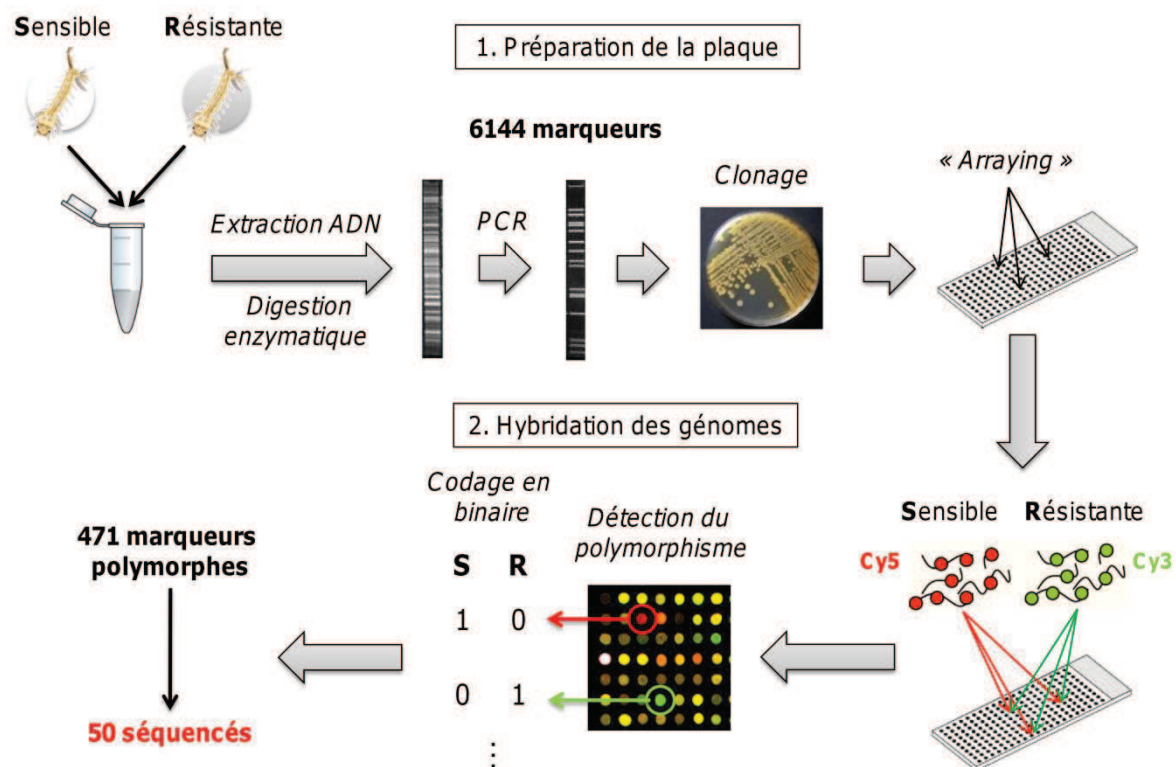 Sensible Résistante
1. Préparation de la plaque
6144 marqueurs
Extraction ADN
Digestion
enzymatique
PCR
Clonage
« Arraying »
2. Hybridation des génomes
Sensible Résistante
Cy5
Cy3
Détection du
polymorphisme
Codage en
binaire
S R
1 0
0 1
⋮
471 marqueurs
polymorphes
50 séquencés